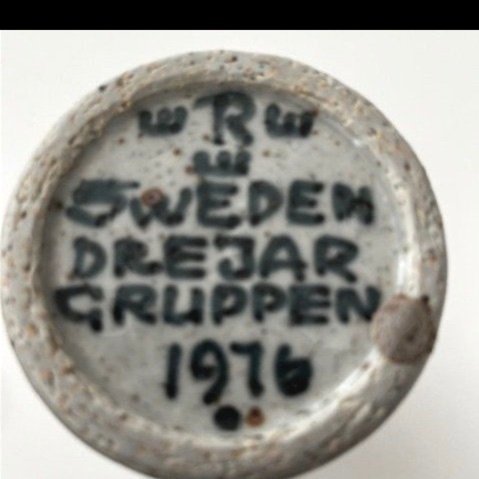 R
SWEDEN
DREJAR
GRUPPEN
1976